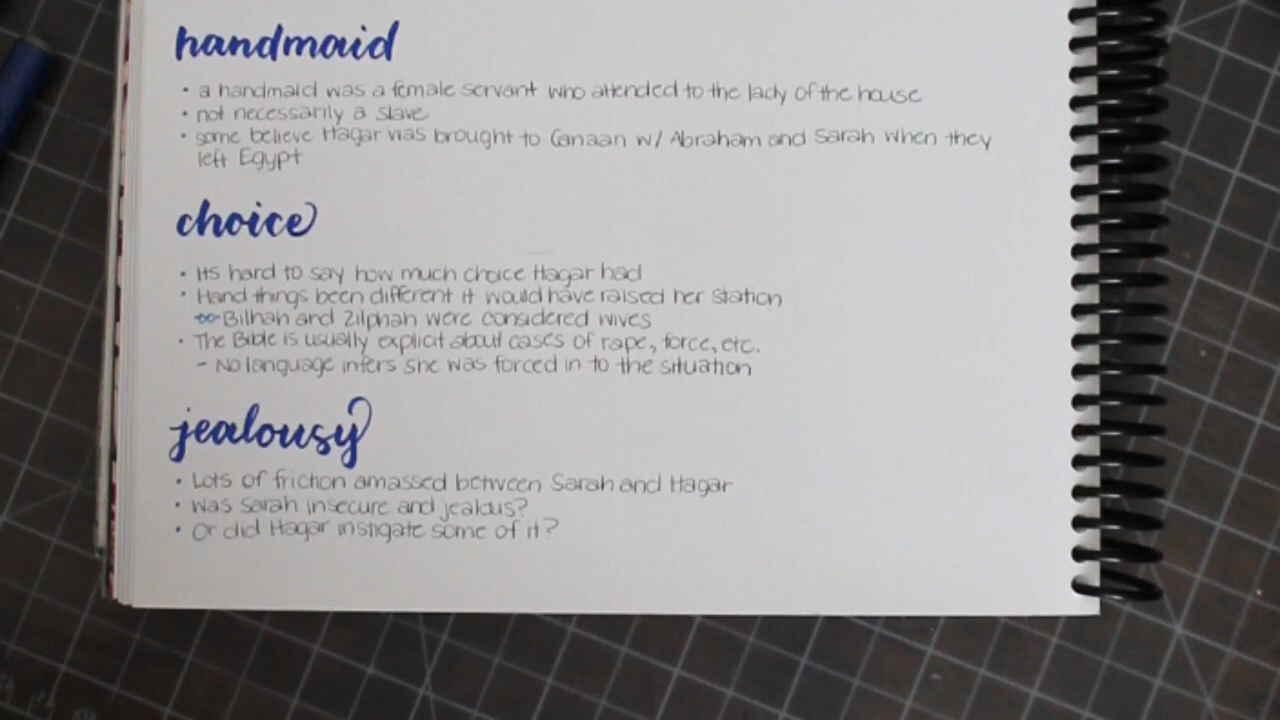 handmaid
• a handmaid was a female servant who attended to the lady of the house
• not necessarily a slave
• some believe Hagar was brought to Canaan w/ Abraham and Sarah when they
left Egypt
choice
• Its hard to say how much choice Hagar had
• Hand things been different it would have raised her station
Bilhah and Zilphah were considered wives
• The Bible is usually explicit about cases of rape, force, etc.
- No language infers she was forced in to the situation
jealousy
• Lots of friction amassed between Sarah and Hagar
• Was Sarah insecure and jealous?
• Or did Hagar instigate some of it?